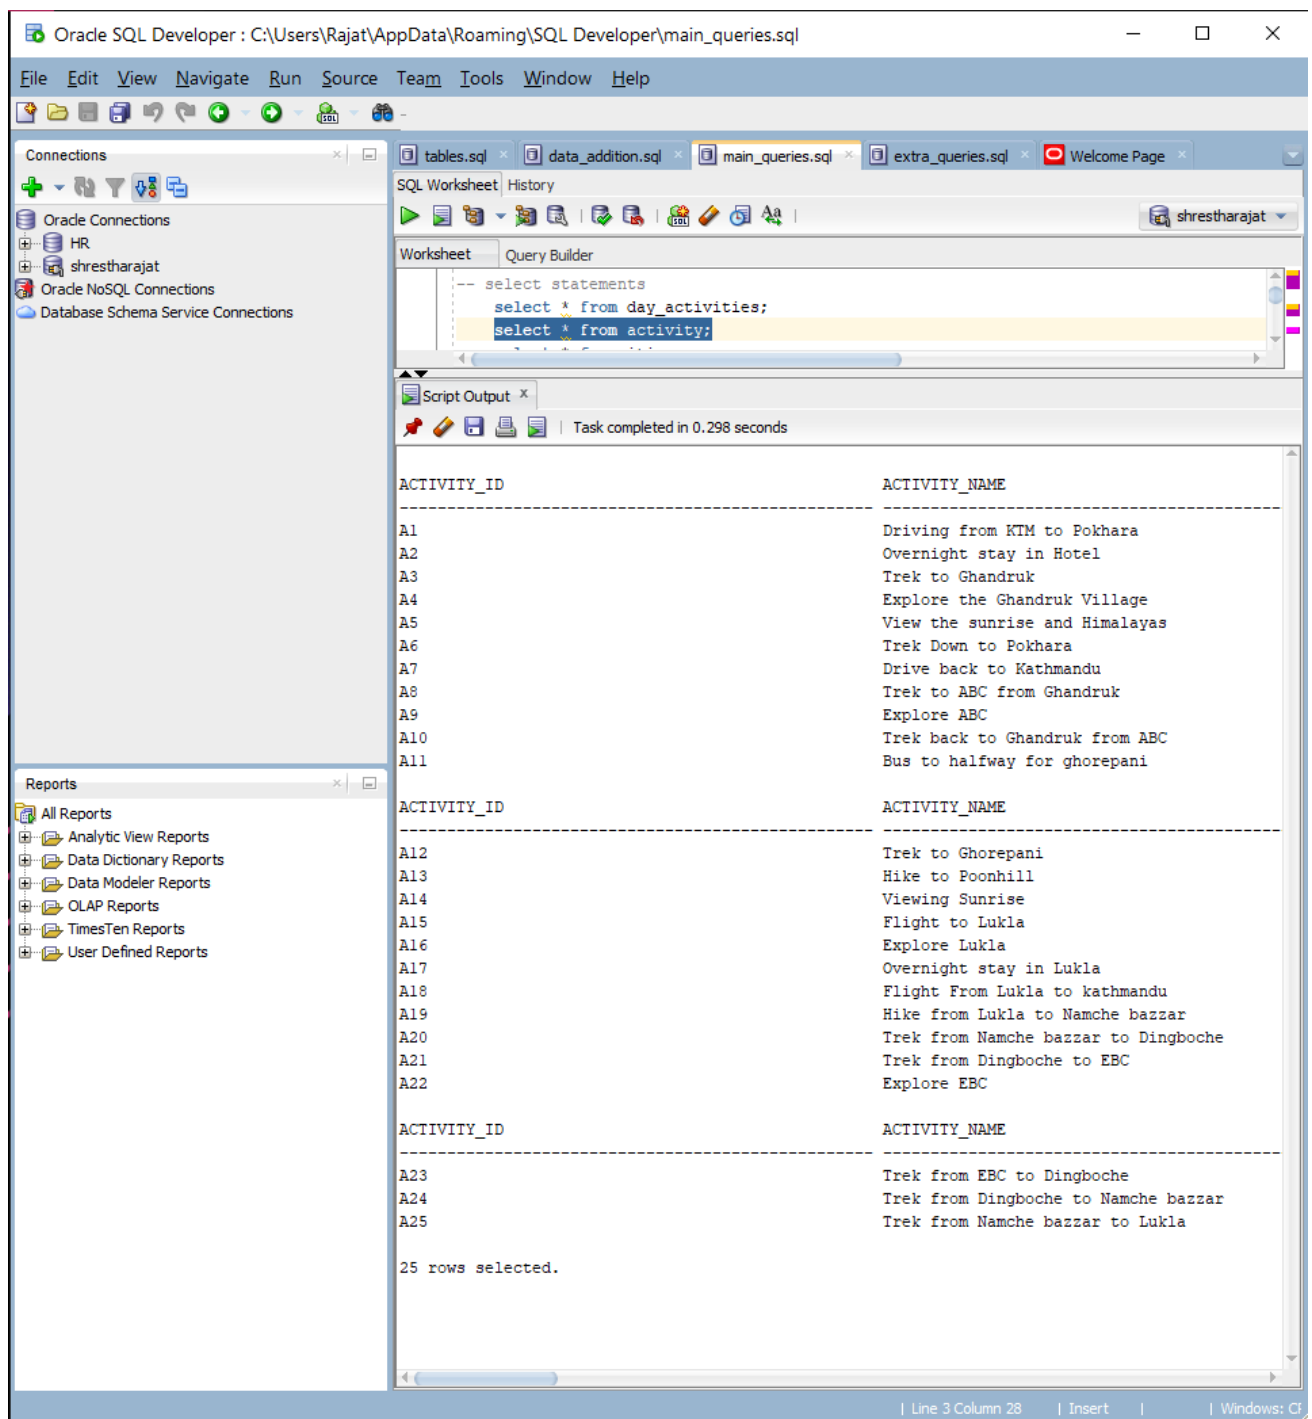 Oracle SQL Developer : C:\Users\Rajat\AppData\Roaming\SQL Developer\main_queries.sql
File Edit View Navigate Run Source Team Tools Window Help
Connections
Oracle Connections
HR
shrestharajat
Oracle NoSQL Connections
Database Schema Service Connections
Reports
All Reports
Analytic View Reports
Data Dictionary Reports
Data Modeler Reports
OLAP Reports
TimesTen Reports
User Defined Reports
tables.sql data_addition.sql main_queries.sql extra_queries.sql Welcome Page
SQL Worksheet History
shrestharajat
Worksheet Query Builder
-- select statements
select * from day_activities;
select * from activity;
Script Output
Task completed in 0.298 seconds
ACTIVITY_ID ACTIVITY_NAME
A1 Driving from KTM to Pokhara
A2 Overnight stay in Hotel
A3 Trek to Ghandruk
A4 Explore the Ghandruk Village
A5 View the sunrise and Himalayas
A6 Trek Down to Pokhara
A7 Drive back to Kathmandu
A8 Trek to ABC from Ghandruk
A9 Explore ABC
A10 Trek back to Ghandruk from ABC
A11 Bus to halfway for ghorepani
ACTIVITY_ID ACTIVITY_NAME
A12 Trek to Ghorepani
A13 Hike to Poonhill
A14 Viewing Sunrise
A15 Flight to Lukla
A16 Explore Lukla
A17 Overnight stay in Lukla
A18 Flight From Lukla to kathmandu
A19 Hike from Lukla to Namche bazzar
A20 Trek from Namche bazzar to Dingboche
A21 Trek from Dingboche to EBC
A22 Explore EBC
ACTIVITY_ID ACTIVITY_NAME
A23 Trek from EBC to Dingboche
A24 Trek from Dingboche to Namche bazzar
A25 Trek from Namche bazzar to Lukla
25 rows selected.
| Line 3 Column 28 | Insert | | Windows: